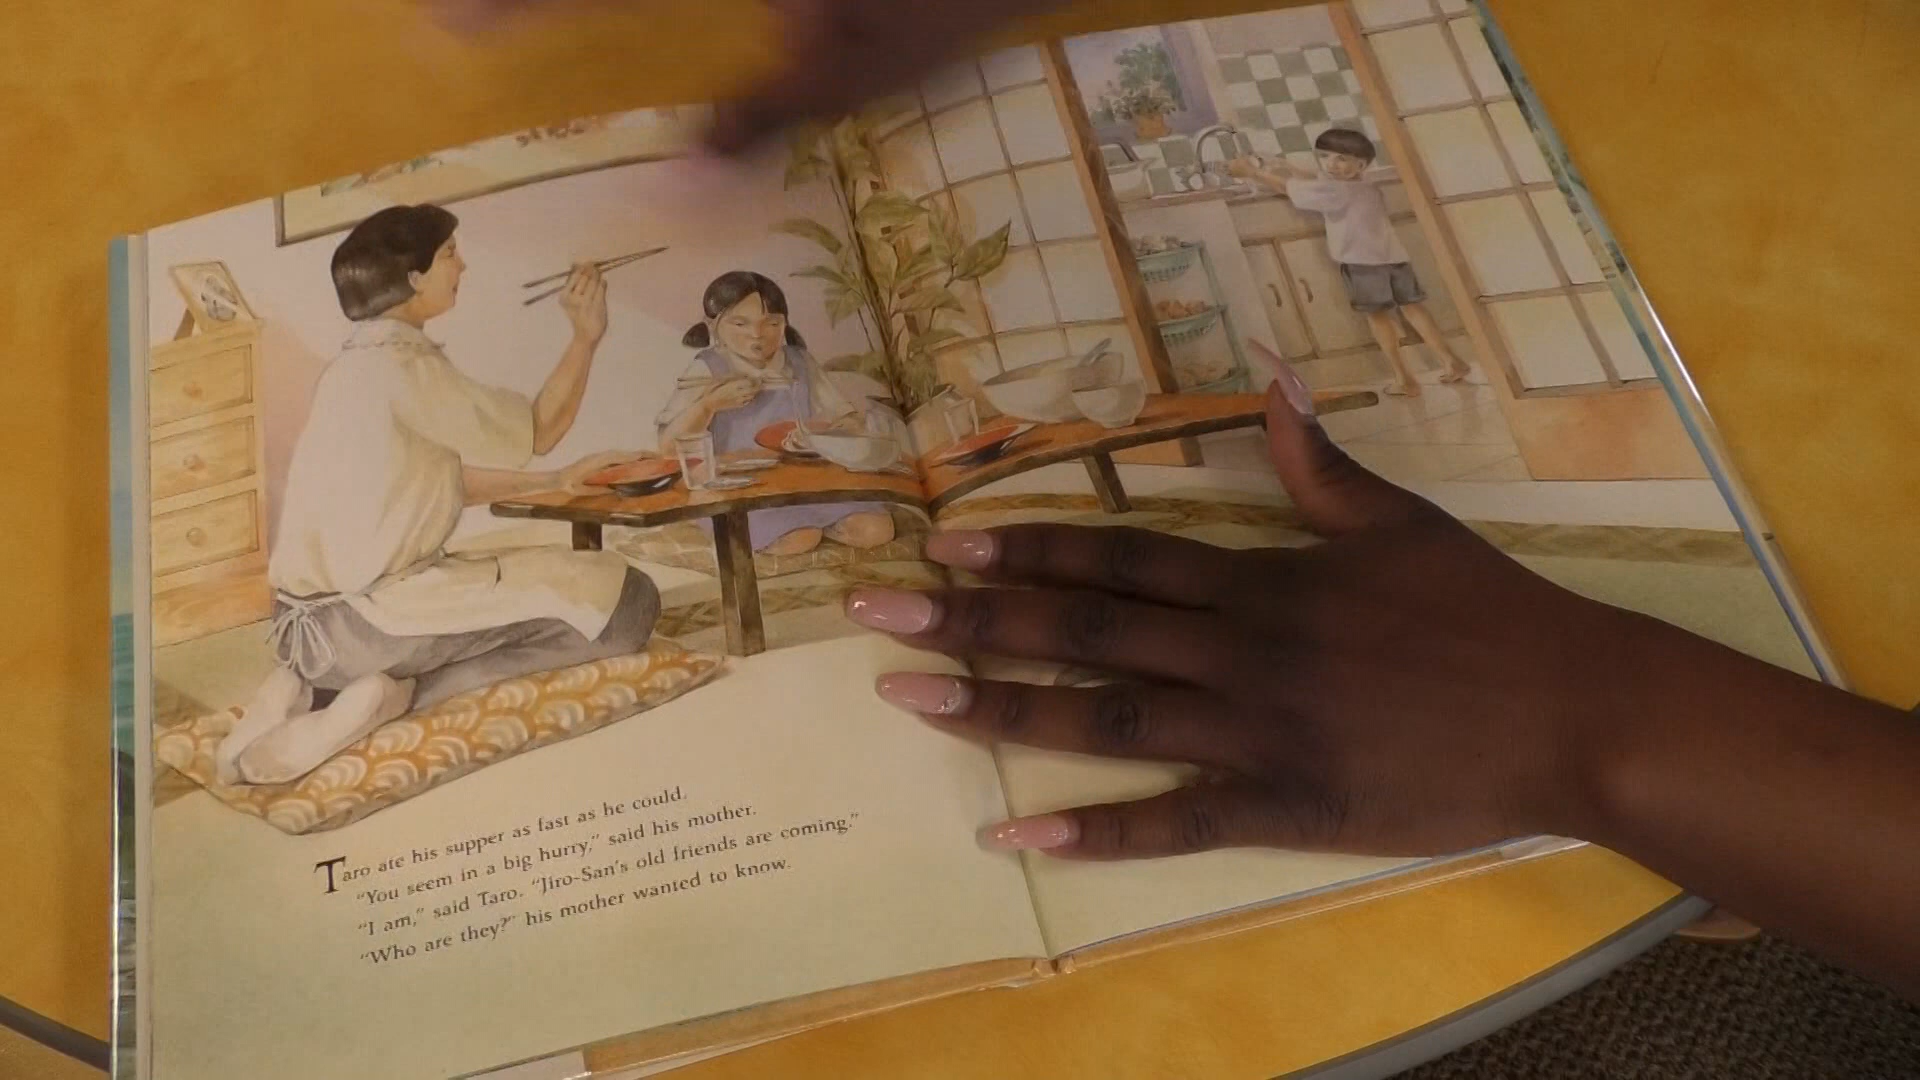 Taro ate his supper as fast as he could.
“You seem in a big hurry,” said his mother.
“I am,” said Taro. “Jiro-San's old friends are coming.”
“Who are they?” his mother wanted to know.